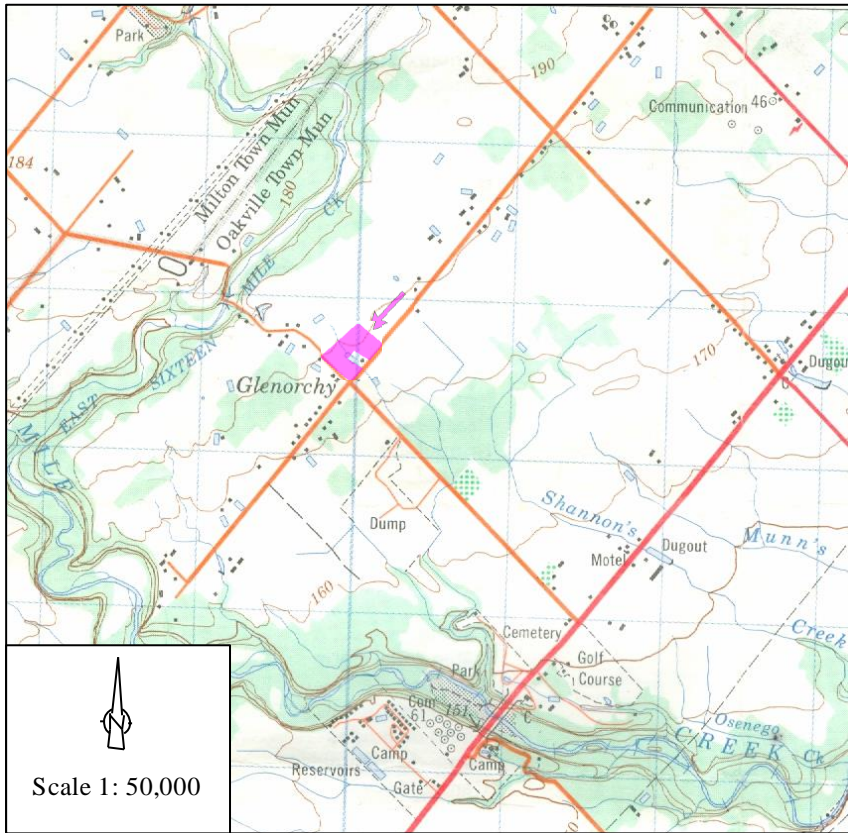 Park
190
Communication 46
Milton Town Mun
Oakville Town Mun
184
180
Ck
MILE
SIXTEEN
EAST
Glenorchy
170
Dugout
C
MILE
Dump
Shannon's
Munn's
Dugout
Motel
160
Creek
Cemetery
Golf
Course
Park
Com
61
151
C
Osenego
Ck
CREEK
Camp
Camp
Reservoirs
Gate
Scale 1: 50,000